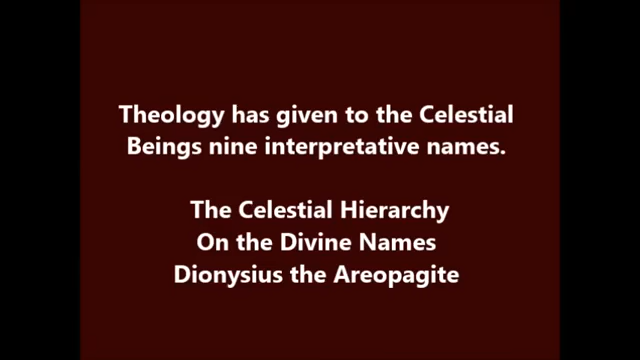 Theology has given to the Celestial
Beings nine interpretative names.
The Celestial Hierarchy
On the Divine Names
Dionysius the Areopagite